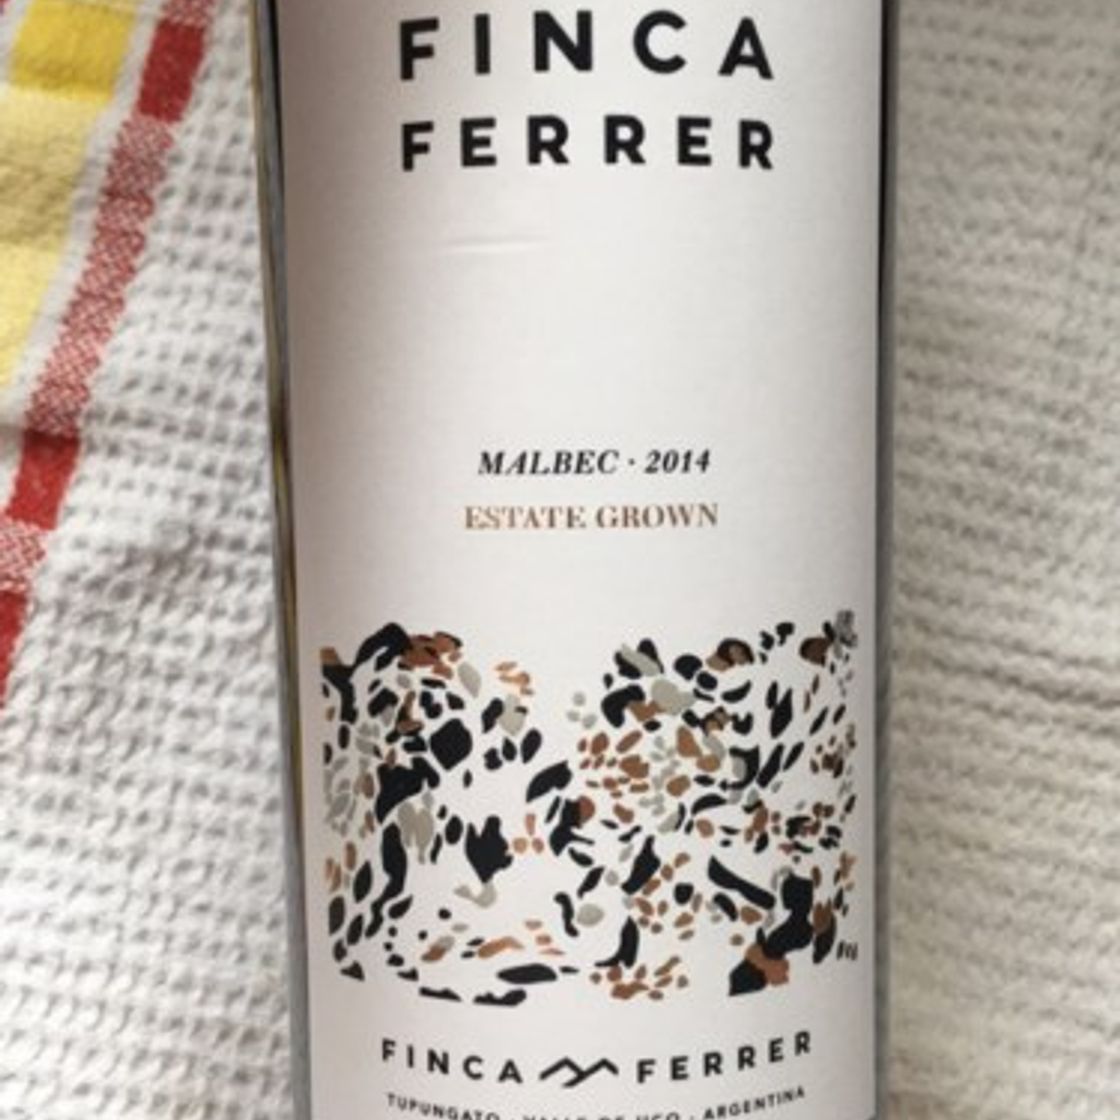 FINCA
FERRER
MALBEC · 2014
ESTATE GROWN
FINCA FERRER
TUPUNGATO · VALLE DE UCO · ARGENTINA